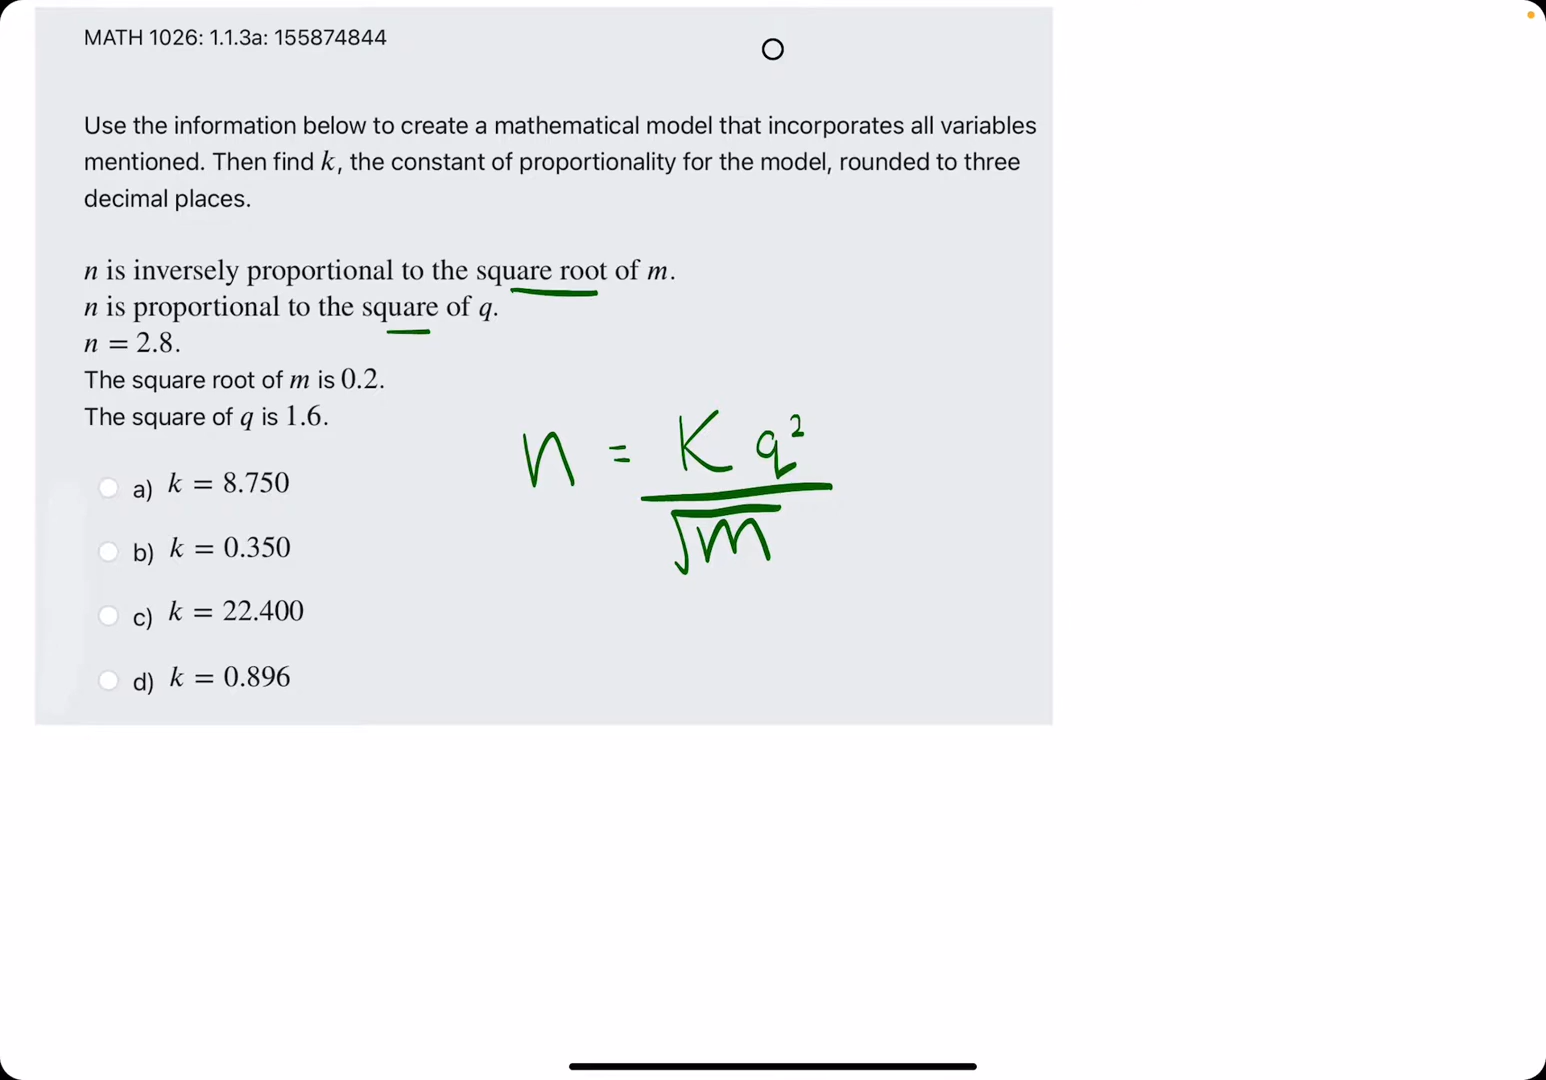 MATH 1026: 1.1.3a: 155874844
Use the information below to create a mathematical model that incorporates all variables
mentioned. Then find k, the constant of proportionality for the model, rounded to three
decimal places.
n is inversely proportional to the square root of m.
n is proportional to the square of q.
n = 2.8.
The square root of m is 0.2.
The square of q is 1.6.
n = K q²
√m
a) k = 8.750
b) k = 0.350
c) k = 22.400
d) k = 0.896